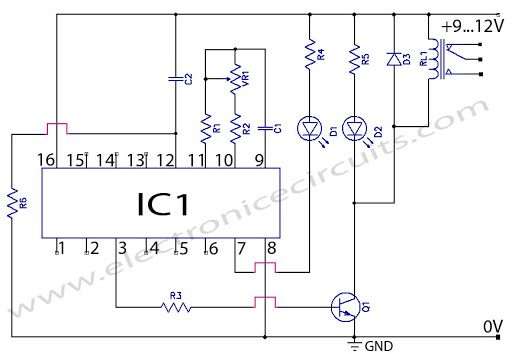 +9...12V
R4
R5
D3
RL1
C2
VR1
R1
R2
C1
D1
D2
16 15 14 13 12 11 10 9
R6
IC1
1 2 3 4 5 6 7 8
R3
Q1
0V
GND
www.electronicecircuits.com